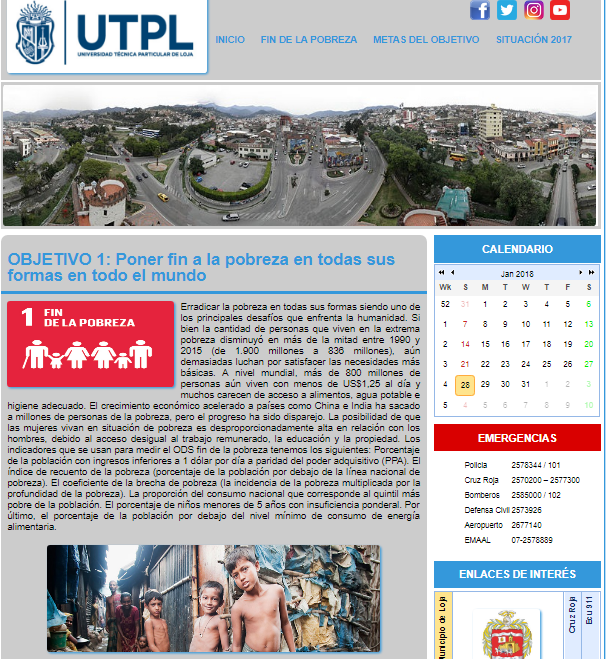 UTPL
UNIVERSIDAD TÉCNICA PARTICULAR DE LOJA
INICIO FIN DE LA POBREZA METAS DEL OBJETIVO SITUACIÓN 2017
OBJETIVO 1: Poner fin a la pobreza en todas sus
formas en todo el mundo
1 FIN
DE LA POBREZA
Erradicar la pobreza en todas sus formas siendo uno de
los principales desafíos que enfrenta la humanidad. Si
bien la cantidad de personas que viven en la extrema
pobreza disminuyó en más de la mitad entre 1990 y
2015 (de 1.900 millones a 836 millones), aún
demasiadas luchan por satisfacer las necesidades más
básicas. A nivel mundial, más de 800 millones de
personas aún viven con menos de US$1,25 al día y
muchos carecen de acceso a alimentos, agua potable e
higiene adecuado. El crecimiento económico acelerado a países como China e India ha sacado
a millones de personas de la pobreza, pero el progreso ha sido disparejo. La posibilidad de que
las mujeres vivan en situación de pobreza es desproporcionadamente alta en relación con los
hombres, debido al acceso desigual al trabajo remunerado, la educación y la propiedad. Los
indicadores que se usan para medir el ODS fin de la pobreza tenemos los siguientes: Porcentaje
de la población con ingresos inferiores a 1 dólar por día a paridad del poder adquisitivo (PPA). El
índice de recuento de la pobreza (porcentaje de la población por debajo de la línea nacional de
pobreza). El coeficiente de la brecha de pobreza (la incidencia de la pobreza multiplicada por la
profundidad de la pobreza). La proporción del consumo nacional que corresponde al quintil más
pobre de la población. El porcentaje de niños menores de 5 años con insuficiencia ponderal. Por
último, el porcentaje de la población por debajo del nivel mínimo de consumo de energía
alimentaria.
CALENDARIO
Jan 2018
Wk S M T W T F S
52 31 1 2 3 4 5 6
1 7 8 9 10 11 12 13
2 14 15 16 17 18 19 20
3 21 22 23 24 25 26 27
4 28 29 30 31 1 2 3
5 4 5 6 7 8 9 10
EMERGENCIAS
Policia 2578344 / 101
Cruz Roja 2570200 – 2577300
Bomberos 2585000 / 102
Defensa Civil 2573926
Aeropuerto 2677140
EMAAL 07-2578889
ENLACES DE INTERÉS
Municipio de Loja
Cruz Roja
Ecu 911